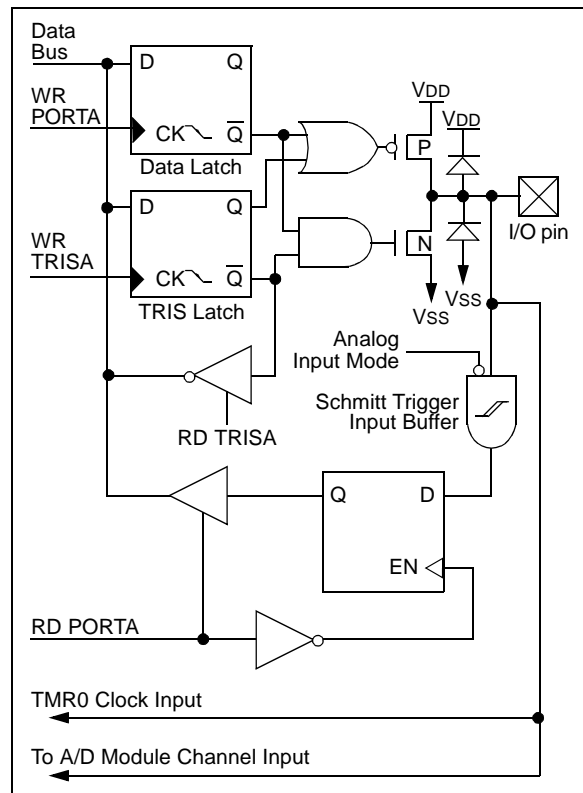 Data
Bus
D
Q
VDD
VDD
WR
PORTA
CK
Q
P
Data Latch
D
Q
I/O pin
WR
TRISA
N
CK
Q
VSS
VSS
TRIS Latch
Analog
Input Mode
Schmitt Trigger
Input Buffer
RD TRISA
Q
D
EN
RD PORTA
TMR0 Clock Input
To A/D Module Channel Input